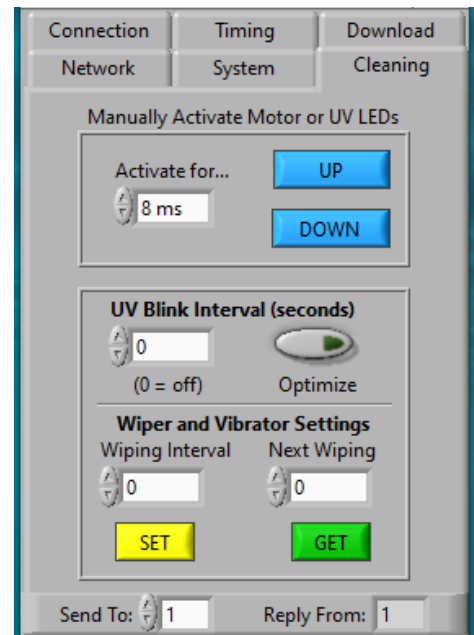 Connection Timing Download
Network System Cleaning
Manually Activate Motor or UV LEDs
Activate for... UP
8 ms
DOWN
UV Blink Interval (seconds)
0
(0 = off) Optimize
Wiper and Vibrator Settings
Wiping Interval Next Wiping
0 0
SET GET
Send To: 1 Reply From: 1